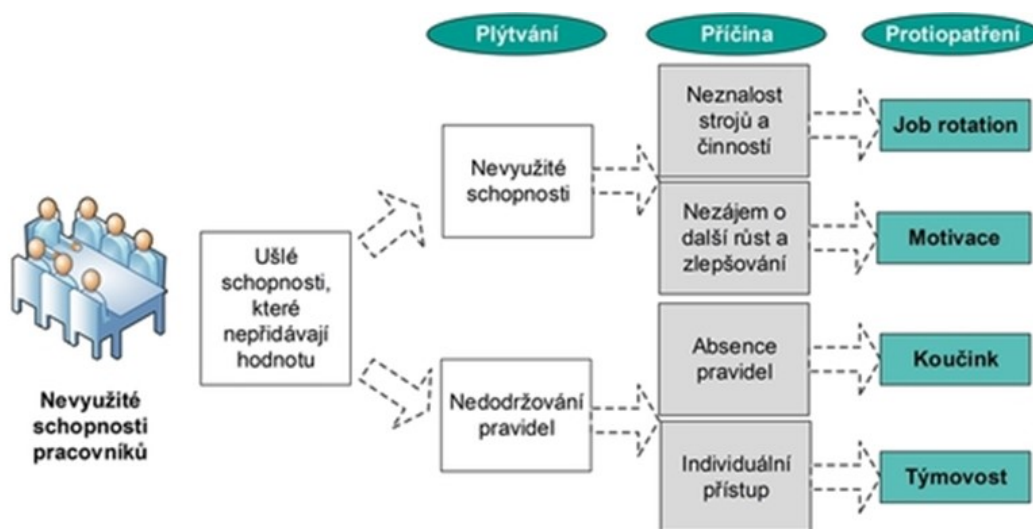 Plýtvání
Příčina
Protiopatření
Nevyužité
schopnosti
pracovníků
Ušlé
schopnosti,
které
nepřidávají
hodnotu
Nevyužité
schopnosti
Neznalost
strojů a
činností
Job rotation
Nezájem o
další růst a
zlepšování
Motivace
Nedodržování
pravidel
Absence
pravidel
Koučink
Individuální
přístup
Týmovost